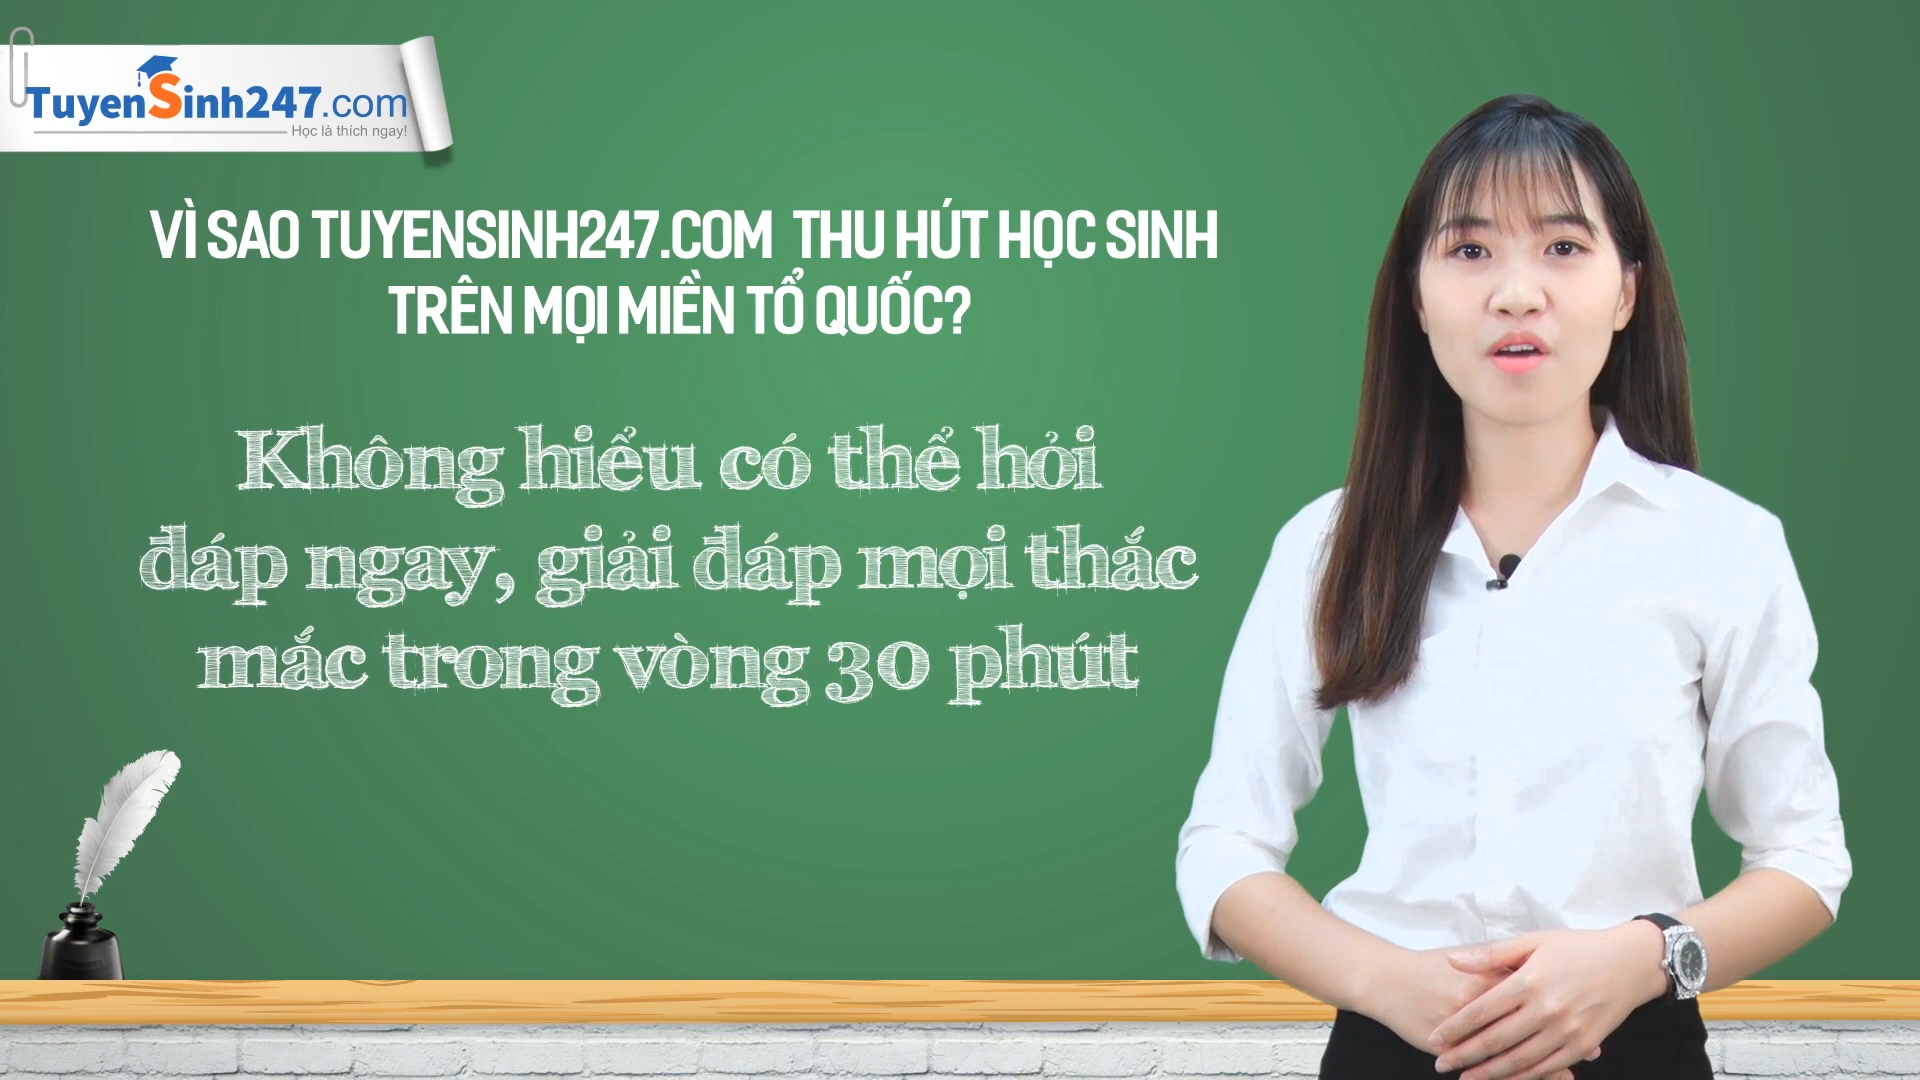 TuyenSinh247.com
Học là thích ngay!
VÌ SAO TUYENSINH247.COM THU HÚT HỌC SINH
TRÊN MỌI MIỀN TỔ QUỐC?
Không hiểu có thể hỏi
đáp ngay, giải đáp mọi thắc
mắc trong vòng 30 phút